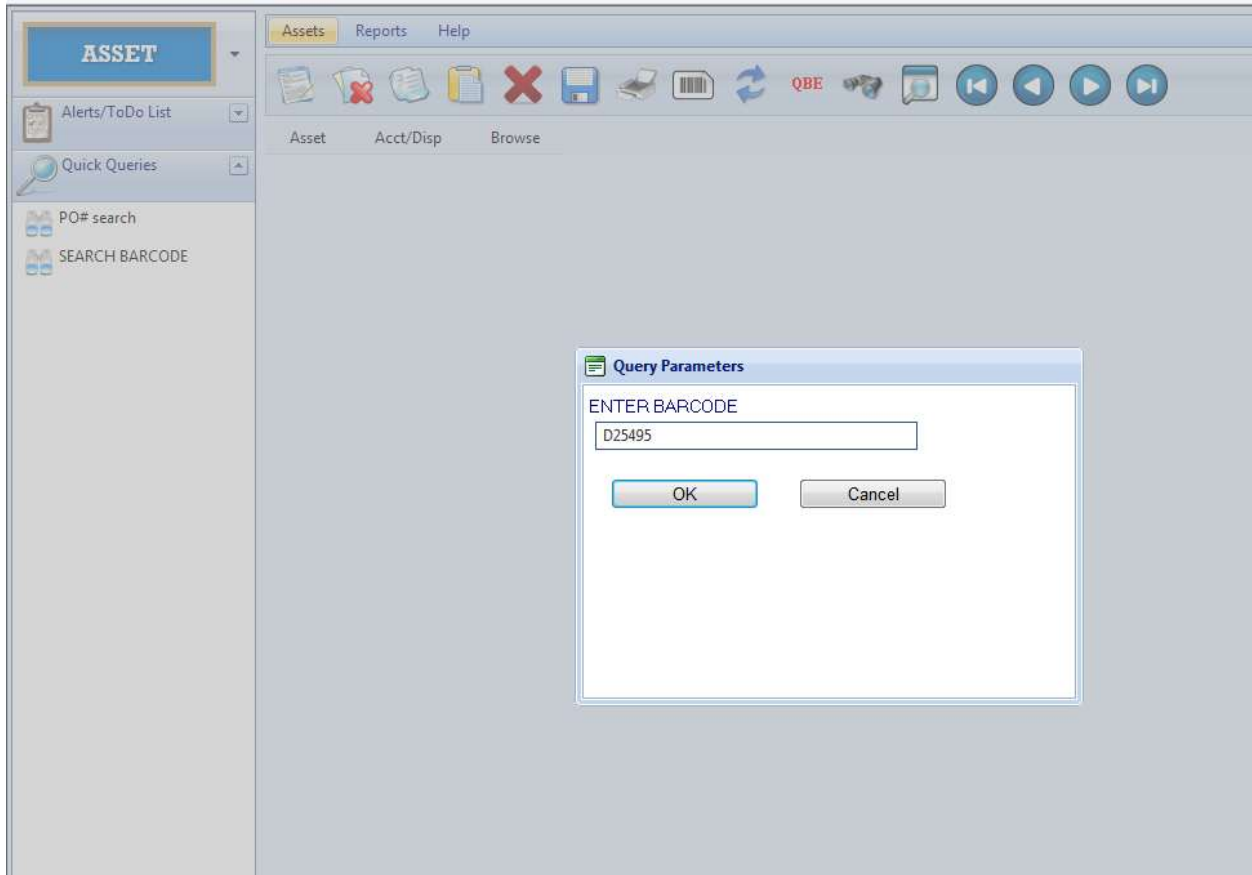 ASSET
Assets Reports Help
QBE
Alerts/ToDo List
Asset Acct/Disp Browse
Quick Queries
PO# search
SEARCH BARCODE
Query Parameters
ENTER BARCODE
D25495
OK Cancel